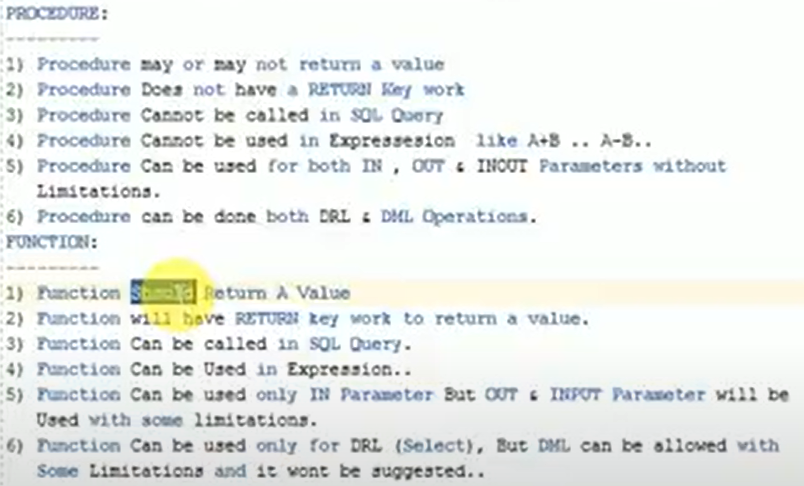 PROCEDURE:
---------
1) Procedure may or may not return a value
2) Procedure Does not have a RETURN Key work
3) Procedure Cannot be called in SQL Query
4) Procedure Cannot be used in Expressesion  like A+B .. A-B..
5) Procedure Can be used for both IN , OUT & INOUT Parameters without
Limitations.
6) Procedure can be done both DRL & DML Operations.
FUNCTION:
---------
1) Function Should Return A Value
2) Function will have RETURN key work to return a value.
3) Function Can be called in SQL Query.
4) Function Can be Used in Expression..
5) Function Can be used only IN Parameter But OUT & INPUT Parameter will be
Used with some limitations.
6) Function Can be used only for DRL (Select), But DML can be allowed with
Some Limitations and it wont be suggested..